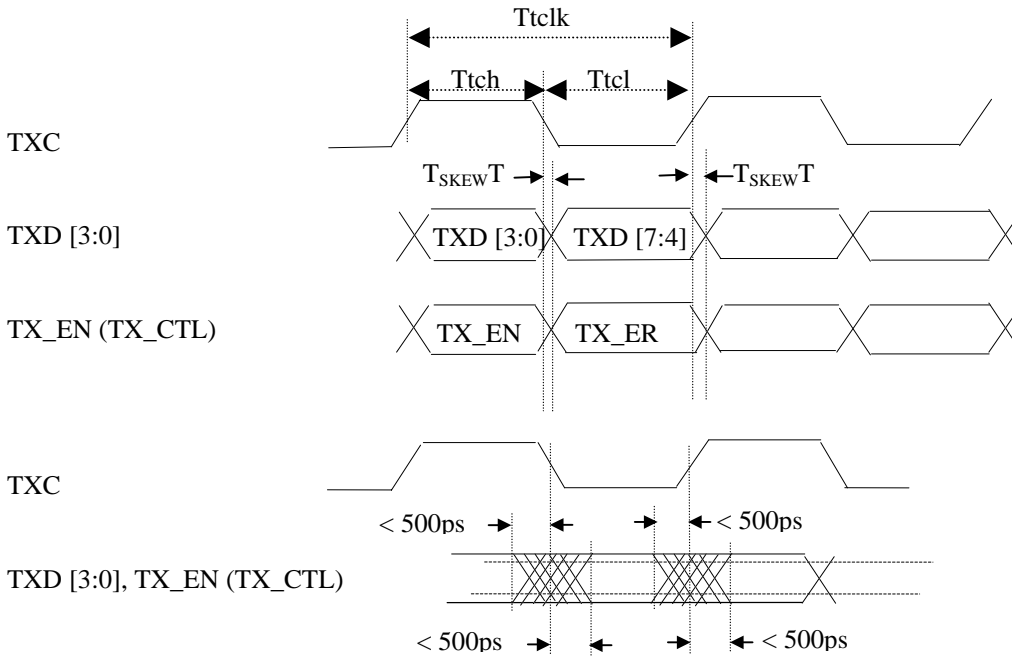 Ttclk
Ttch Ttcl
TXC
TSKEWT TSKEWT
TXD [3:0] TXD [3:0] TXD [7:4]
TX_EN (TX_CTL) TX_EN TX_ER
TXC
< 500ps < 500ps
TXD [3:0], TX_EN (TX_CTL)
< 500ps < 500ps